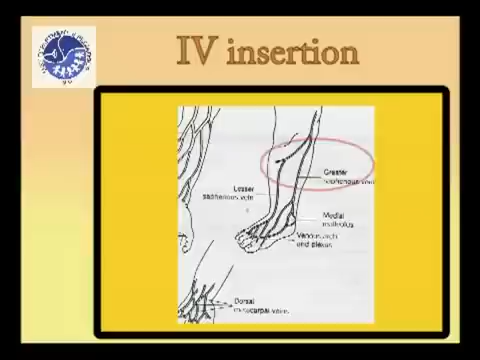 IV insertion
Greater
saphenous vein
Lesser
saphenous vein
Medial
malleolus
Venous arch
and plexus
Dorsal
metacarpal veins